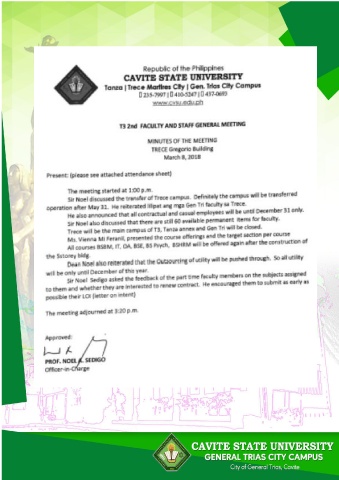 Republic of the Philippines
CAVITE STATE UNIVERSITY
Tanza | Trece Martires City | Gen. Trias City Campus
235-7997 | 410-5247 | 437-0693
www.cvsu.edu.ph
T3 2nd FACULTY AND STAFF GENERAL MEETING
MINUTES OF THE MEETING
TRECE Gregorio Building
March 8, 2018
Present: (please see attached attendance sheet)
The meeting started at 1:00 p.m.
Sir Noel discussed the transfer of Trece campus. Definitely the campus will be transferred
operation after May 31. He reiterated ilipat ang mga Gen Tri faculty sa Trece.
He also announced that all contractual and casual employees will be until December 31 only.
Sir Noel also discussed that there are still 60 available permanent items for faculty.
Trece will be the main campus of T3, Tanza annex and Gen Tri will be closed.
Ms. Vienna Mi Feranil, presented the course offerings and the target section per course
All courses BSBM, IT, OA, BSE, BS Psych, BSHRM will be offered again after the construction of
the 5storey bldg.
Dean Noel also reiterated that the Outsourcing of utility will be pushed through. So all utility
will be only until December of this year.
Sir Noel Sedigo asked the feedback of the part time faculty members on the subjects assigned
to them and whether they are interested to renew contract. He encouraged them to submit as early as
possible their LOI (letter on intent)
The meeting adjourned at 3:20 p.m.
Approved:
PROF. NOEL A. SEDIGO
Officer-in-Charge
CAVITE STATE UNIVERSITY
GENERAL TRIAS CITY CAMPUS
City of General Trias, Cavite